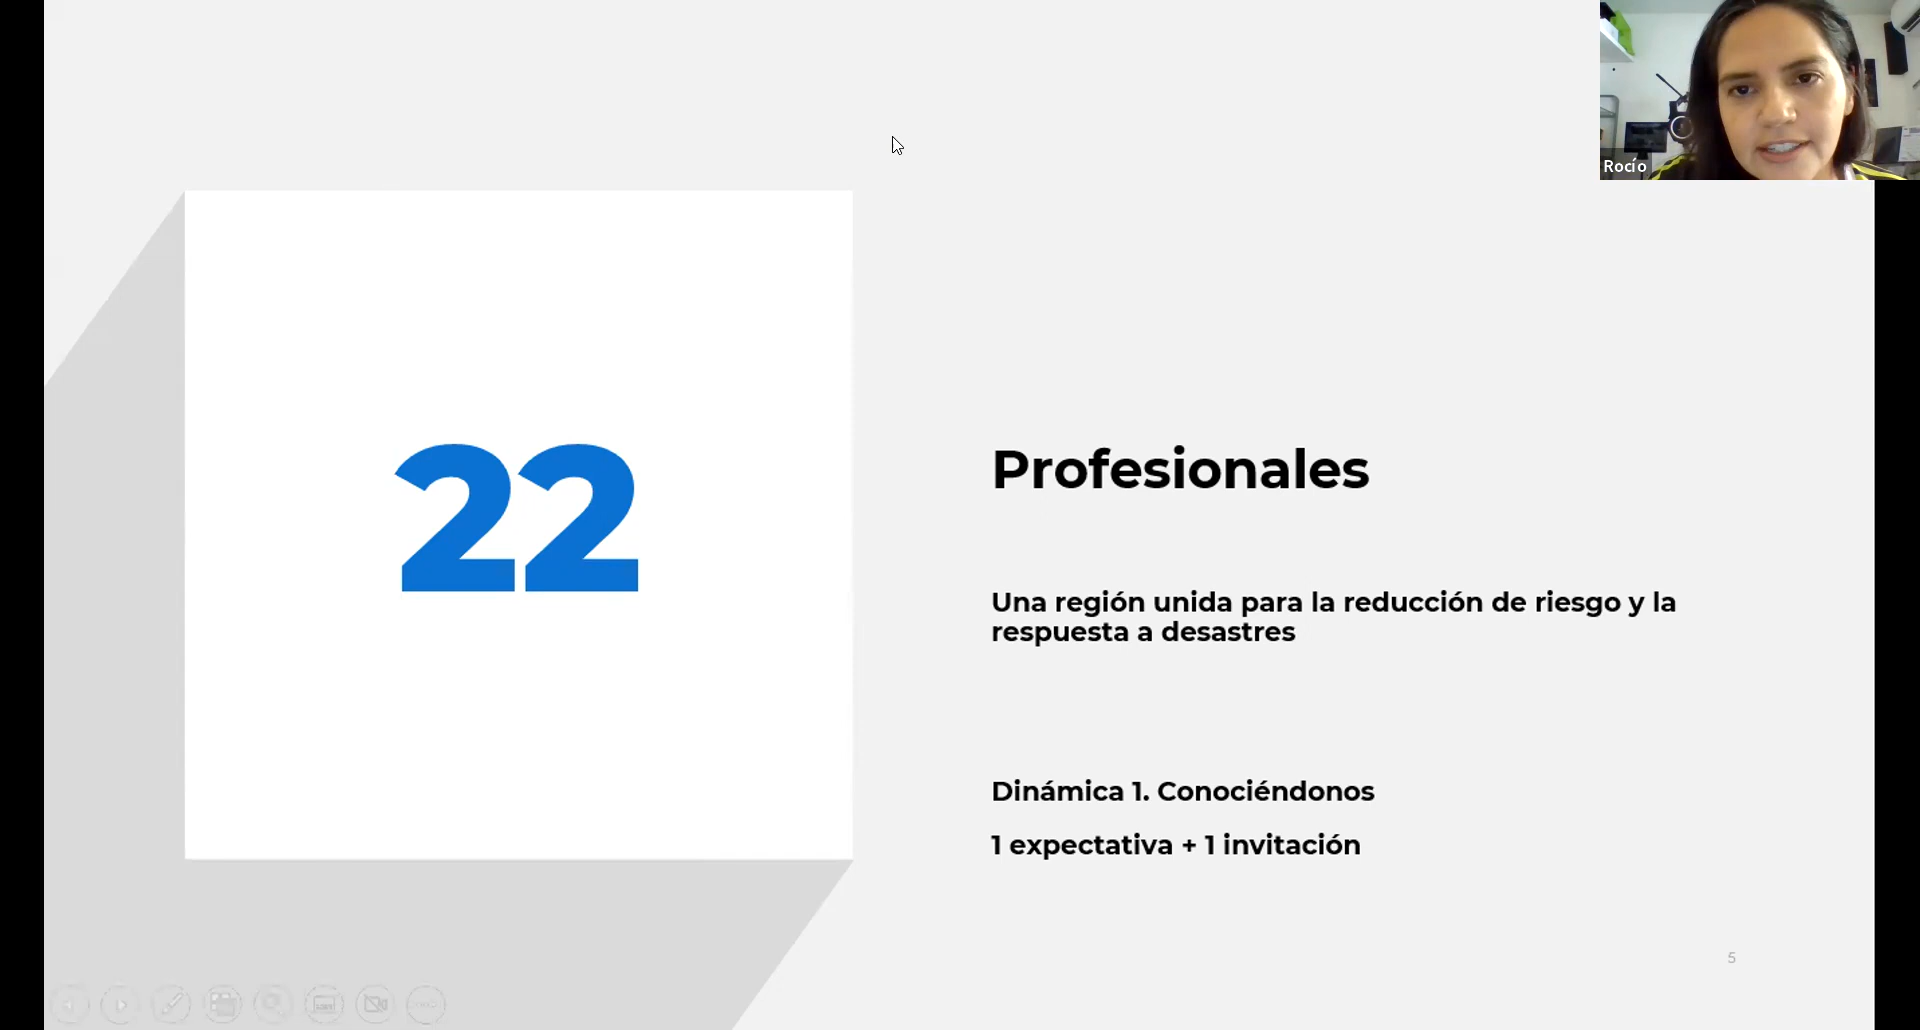 Rocío
22
Profesionales
Una región unida para la reducción de riesgo y la
respuesta a desastres
Dinámica 1. Conociéndonos
1 expectativa + 1 invitación
5